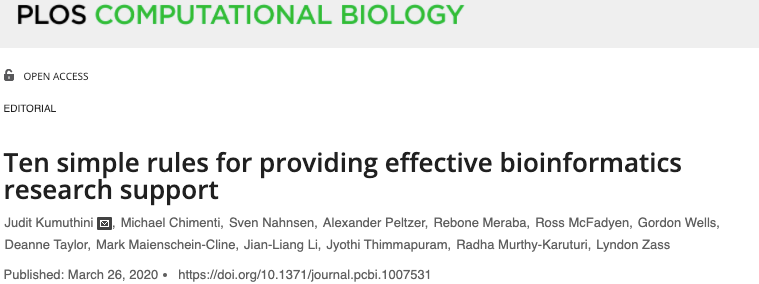 PLOS COMPUTATIONAL BIOLOGY
OPEN ACCESS
EDITORIAL
Ten simple rules for providing effective bioinformatics
research support
Judit Kumuthini, Michael Chimenti, Sven Nahnsen, Alexander Peltzer, Rebone Meraba, Ross McFadyen, Gordon Wells,
Deanne Taylor, Mark Maienschein-Cline, Jian-Liang Li, Jyothi Thimmapuram, Radha Murthy-Karuturi, Lyndon Zass
Published: March 26, 2020 • https://doi.org/10.1371/journal.pcbi.1007531